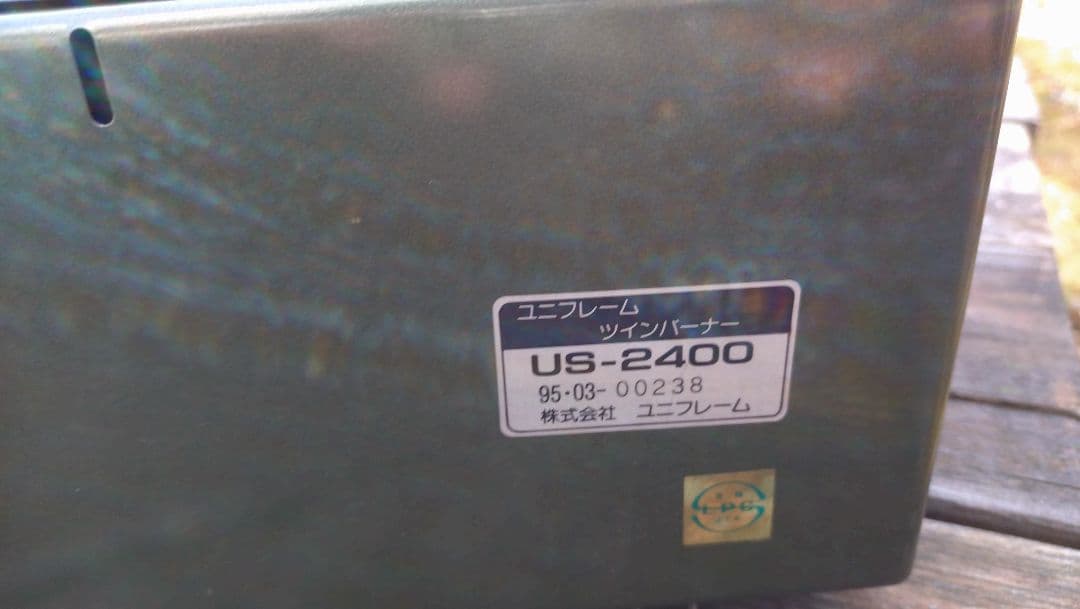 ユニフレーム
ツインバーナー
US-2400
95・03-00238
株式会社 ユニフレーム
LPG